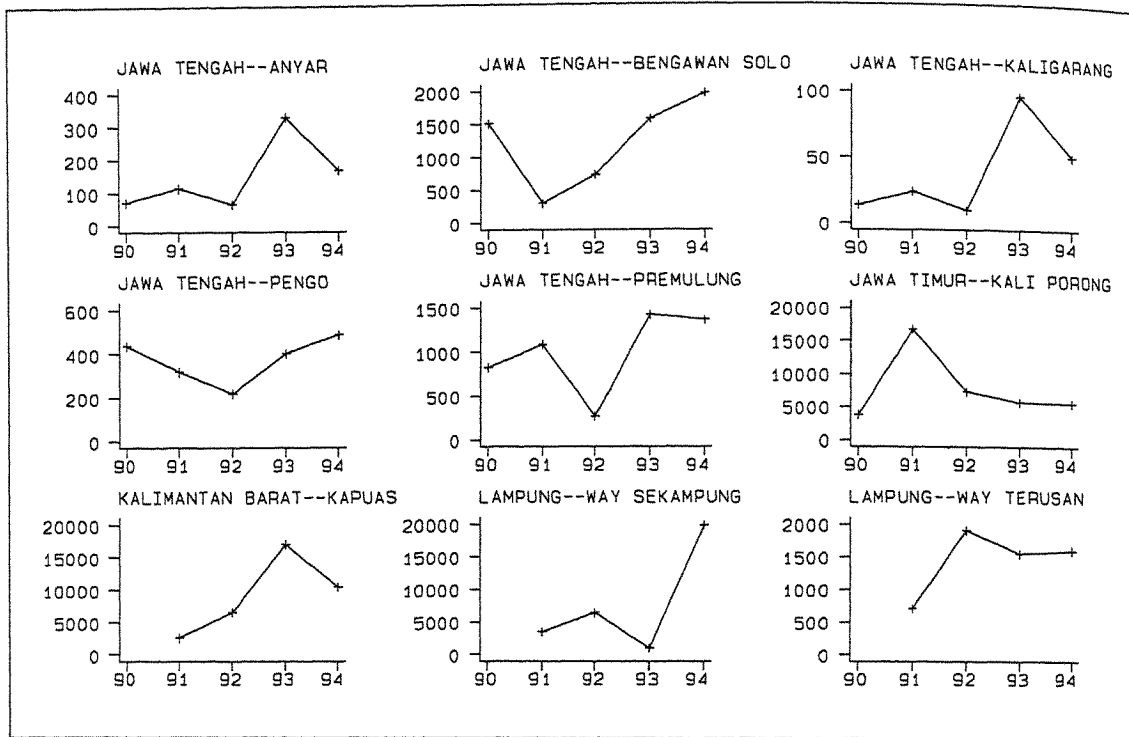 JAWA TENGAH--ANYAR
400
300
200
100
0
90 91 92 93 94
JAWA TENGAH--BENGAWAN SOLO
2000
1500
1000
500
0
90 91 92 93 94
JAWA TENGAH--KALIGARANG
100
50
0
90 91 92 93 94
JAWA TENGAH--PENGO
600
400
200
0
90 91 92 93 94
JAWA TENGAH--PREMULUNG
1500
1000
500
0
90 91 92 93 94
JAWA TIMUR--KALI PORONG
20000
15000
10000
5000
0
90 91 92 93 94
KALIMANTAN BARAT--KAPUAS
20000
15000
10000
5000
0
90 91 92 93 94
LAMPUNG--WAY SEKAMPUNG
20000
15000
10000
5000
0
90 91 92 93 94
LAMPUNG--WAY TERUSAN
2000
1500
1000
500
0
90 91 92 93 94